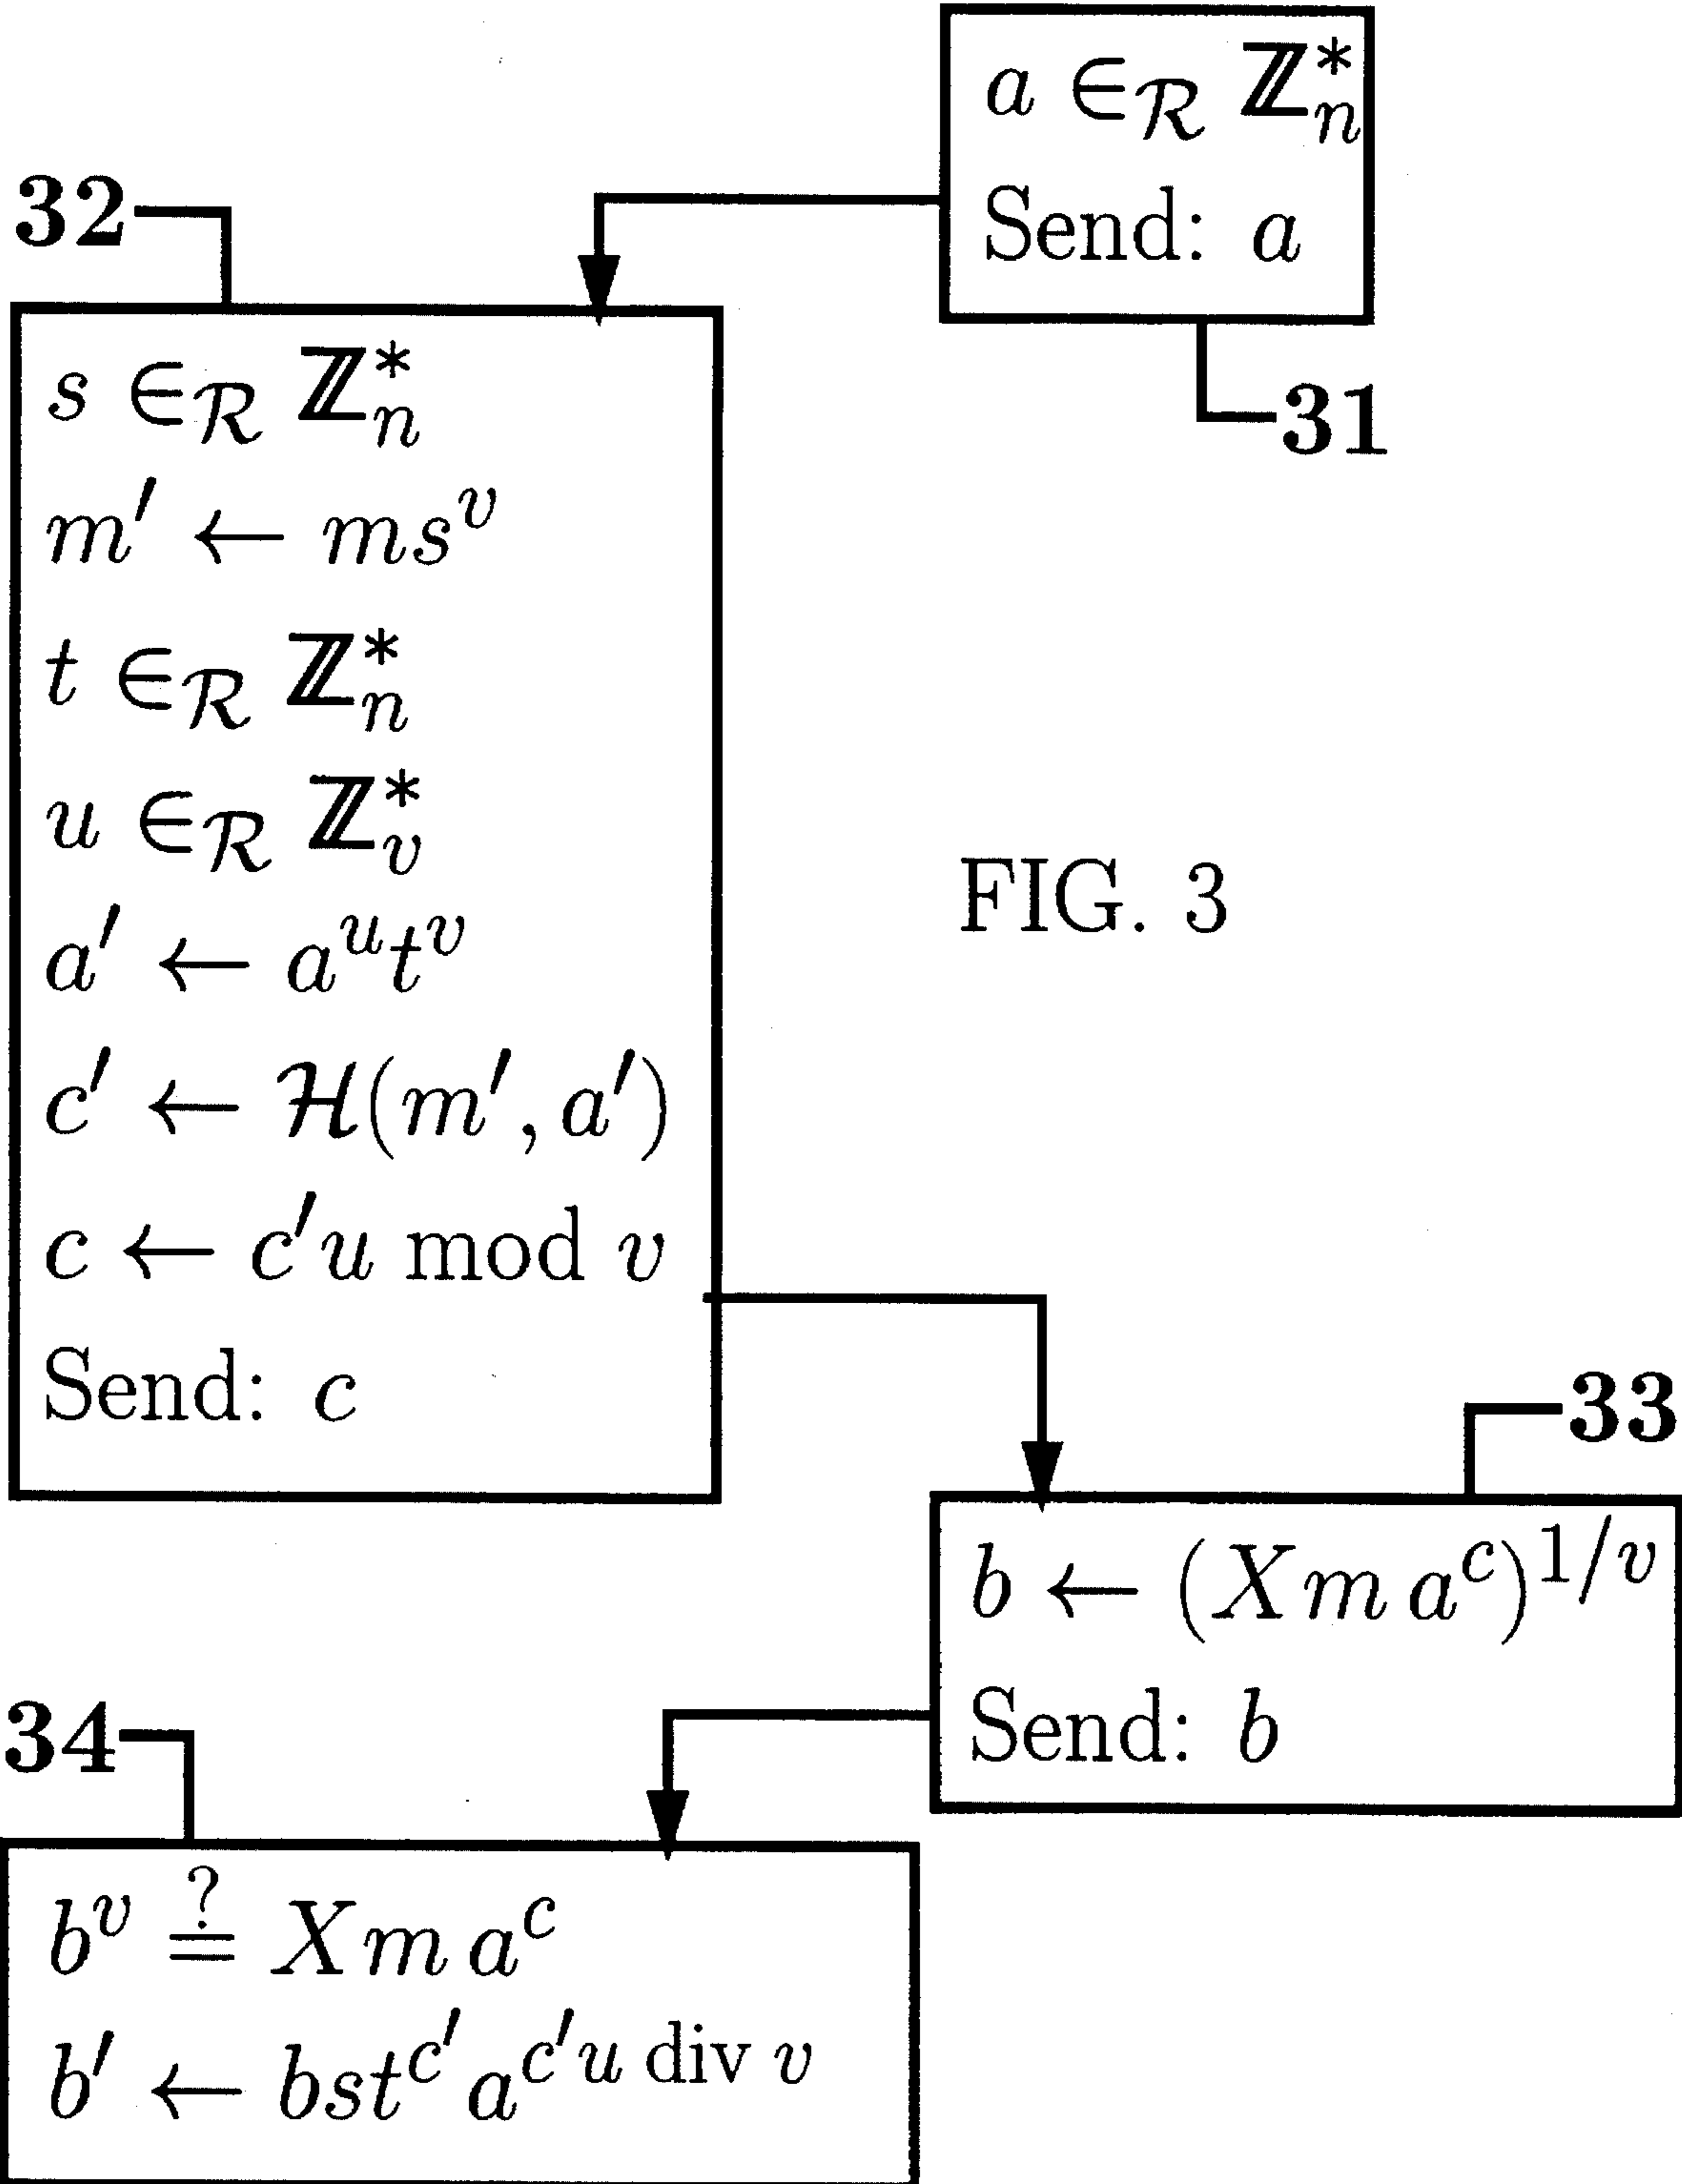 a ∈_ℛ ℤ*_n
Send: a
31
32
s ∈_ℛ ℤ*_n
m′ ← ms^v
t ∈_ℛ ℤ*_n
u ∈_ℛ ℤ*_v
a′ ← a^u t^v
c′ ← ℋ(m′, a′)
c ← c′u mod v
Send: c
FIG. 3
33
b ← (Xm a^c)^{1/v}
Send: b
34
b^v ≟ Xm a^c
b′ ← bst^{c′} a^{c′u div v}